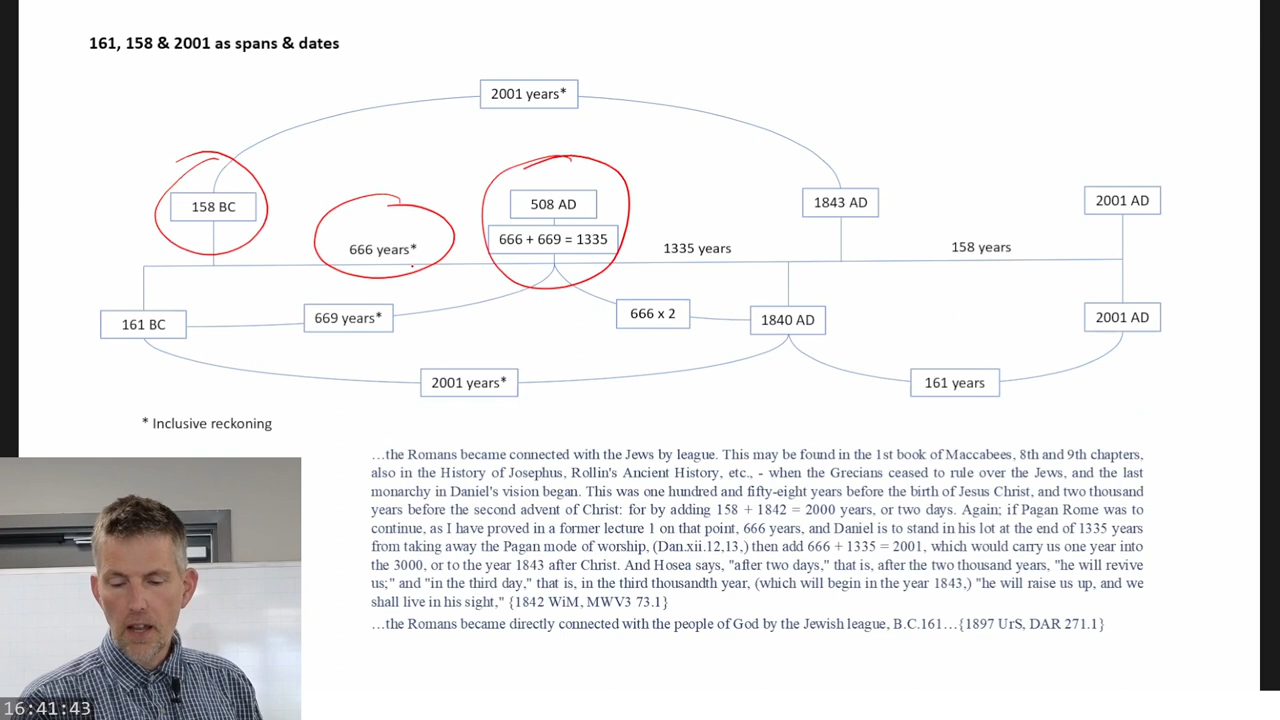 161, 158 & 2001 as spans & dates
2001 years*
158 BC
508 AD
1843 AD
2001 AD
666 years*
666 + 669 = 1335
1335 years
158 years
161 BC
669 years*
666 x 2
1840 AD
2001 AD
2001 years*
161 years
* Inclusive reckoning
…the Romans became connected with the Jews by league. This may be found in the 1st book of Maccabees, 8th and 9th chapters,
also in the History of Josephus, Rollin's Ancient History, etc., - when the Grecians ceased to rule over the Jews, and the last
monarchy in Daniel's vision began. This was one hundred and fifty-eight years before the birth of Jesus Christ, and two thousand
years before the second advent of Christ: for by adding 158 + 1842 = 2000 years, or two days. Again; if Pagan Rome was to
continue, as I have proved in a former lecture 1 on that point, 666 years, and Daniel is to stand in his lot at the end of 1335 years
from taking away the Pagan mode of worship, (Dan.xii.12,13,) then add 666 + 1335 = 2001, which would carry us one year into
the 3000, or to the year 1843 after Christ. And Hosea says, "after two days," that is, after the two thousand years, "he will revive
us;" and "in the third day," that is, in the third thousandth year, (which will begin in the year 1843,) "he will raise us up, and we
shall live in his sight," {1842 WiM, MWV3 73.1}
…the Romans became directly connected with the people of God by the Jewish league, B.C.161…{1897 UrS, DAR 271.1}
16:41:43